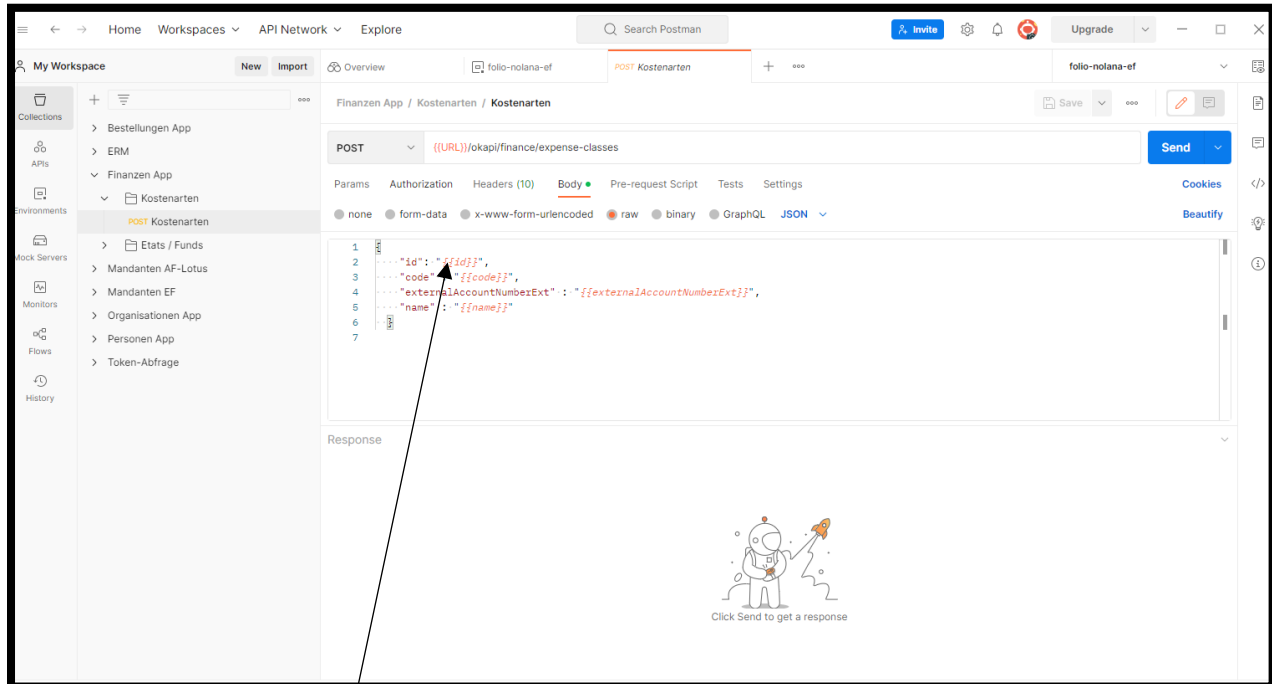 Home Workspaces API Network Explore Search Postman Invite Upgrade
My Workspace New Import Overview folio-nolana-ef POST Kostenarten folio-nolana-ef
Collections
APIs
Environments
Mock Servers
Monitors
Flows
History
Bestellungen App
ERM
Finanzen App
Kostenarten
POST Kostenarten
Etats / Funds
Mandanten AF-Lotus
Mandanten EF
Organisationen App
Personen App
Token-Abfrage
Finanzen App / Kostenarten / Kostenarten Save
POST {{URL}}/okapi/finance/expense-classes Send
Params Authorization Headers (10) Body Pre-request Script Tests Settings Cookies
none form-data x-www-form-urlencoded raw binary GraphQL JSON Beautify
1 {
2 "id": "{{id}}",
3 "code" : "{{code}}",
4 "externalAccountNumberExt" : "{{externalAccountNumberExt}}",
5 "name" : "{{name}}"
6 }
7
Response
Click Send to get a response